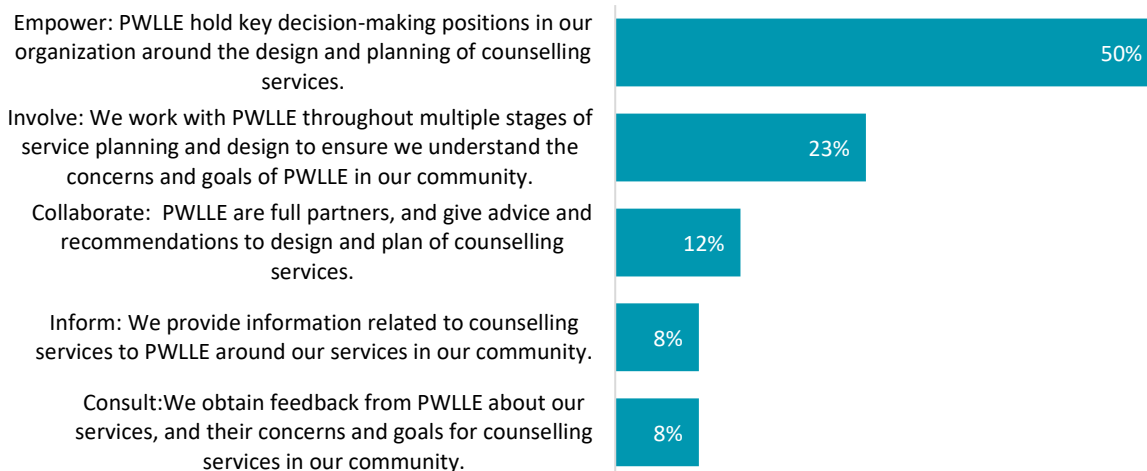 Empower: PWLLE hold key decision-making positions in our
organization around the design and planning of counselling
services.
50%
Involve: We work with PWLLE throughout multiple stages of
service planning and design to ensure we understand the
concerns and goals of PWLLE in our community.
23%
Collaborate:  PWLLE are full partners, and give advice and
recommendations to design and plan of counselling
services.
12%
Inform: We provide information related to counselling
services to PWLLE around our services in our community.
8%
Consult:We obtain feedback from PWLLE about our
services, and their concerns and goals for counselling
services in our community.
8%